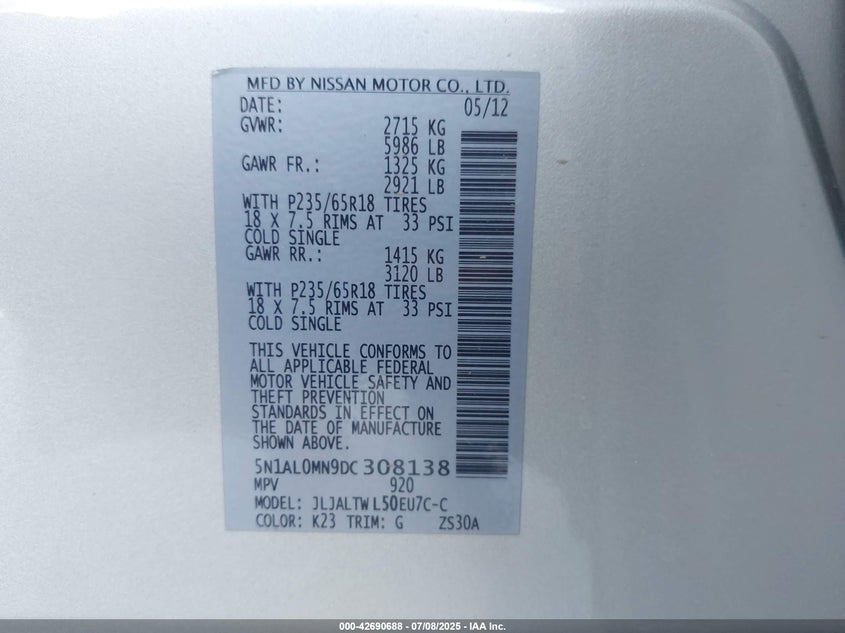 MFD BY NISSAN MOTOR CO., LTD.
DATE: 05/12
GVWR: 2715 KG
5986 LB
GAWR FR.: 1325 KG
2921 LB
WITH P235/65R18 TIRES
18 X 7.5 RIMS AT 33 PSI
COLD SINGLE
GAWR RR.: 1415 KG
3120 LB
WITH P235/65R18 TIRES
18 X 7.5 RIMS AT 33 PSI
COLD SINGLE
THIS VEHICLE CONFORMS TO
ALL APPLICABLE FEDERAL
MOTOR VEHICLE SAFETY AND
THEFT PREVENTION
STANDARDS IN EFFECT ON
THE DATE OF MANUFACTURE
SHOWN ABOVE.
5N1AL0MN9DC308138
MPV 920
MODEL: JLJALTWL50EU7C-C
COLOR: K23 TRIM: G ZS30A
000-42690688 - 07/08/2025 - IAA Inc.